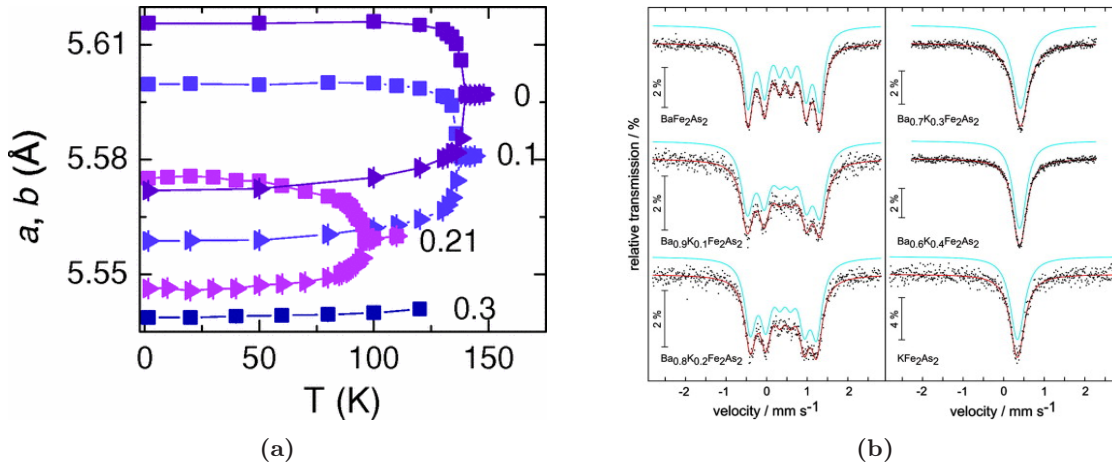 5.61
5.58
5.55
a, b (Å)
0
0.1
0.21
0.3
0 50 100 150
T (K)
(a)
relative transmission / %
2 %
BaFe₂As₂
2 %
Ba₀.₉K₀.₁Fe₂As₂
2 %
Ba₀.₈K₀.₂Fe₂As₂
-2 -1 0 1 2
velocity / mm s⁻¹
2 %
Ba₀.₇K₀.₃Fe₂As₂
2 %
Ba₀.₆K₀.₄Fe₂As₂
4 %
KFe₂As₂
-2 -1 0 1 2
velocity / mm s⁻¹
(b)